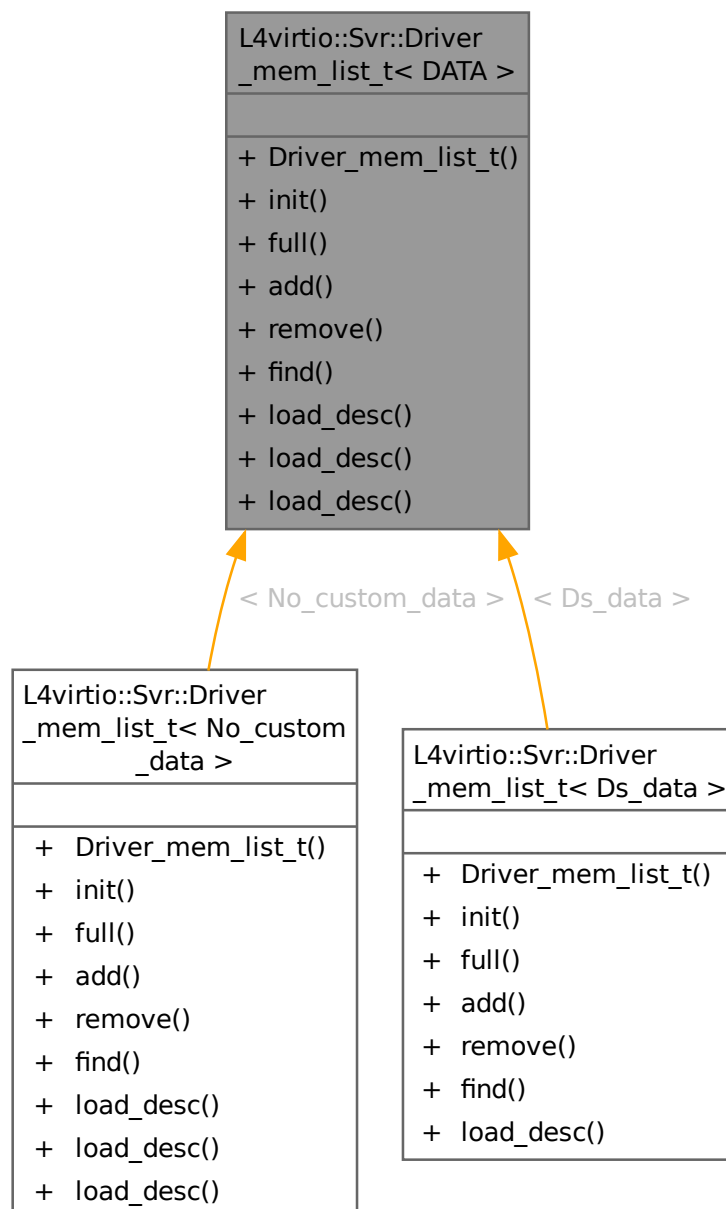 L4virtio::Svr::Driver
_mem_list_t< DATA >
+ Driver_mem_list_t()
+ init()
+ full()
+ add()
+ remove()
+ find()
+ load_desc()
+ load_desc()
+ load_desc()
< No_custom_data >
< Ds_data >
L4virtio::Svr::Driver
_mem_list_t< No_custom
_data >
+ Driver_mem_list_t()
+ init()
+ full()
+ add()
+ remove()
+ find()
+ load_desc()
+ load_desc()
+ load_desc()
L4virtio::Svr::Driver
_mem_list_t< Ds_data >
+ Driver_mem_list_t()
+ init()
+ full()
+ add()
+ remove()
+ find()
+ load_desc()